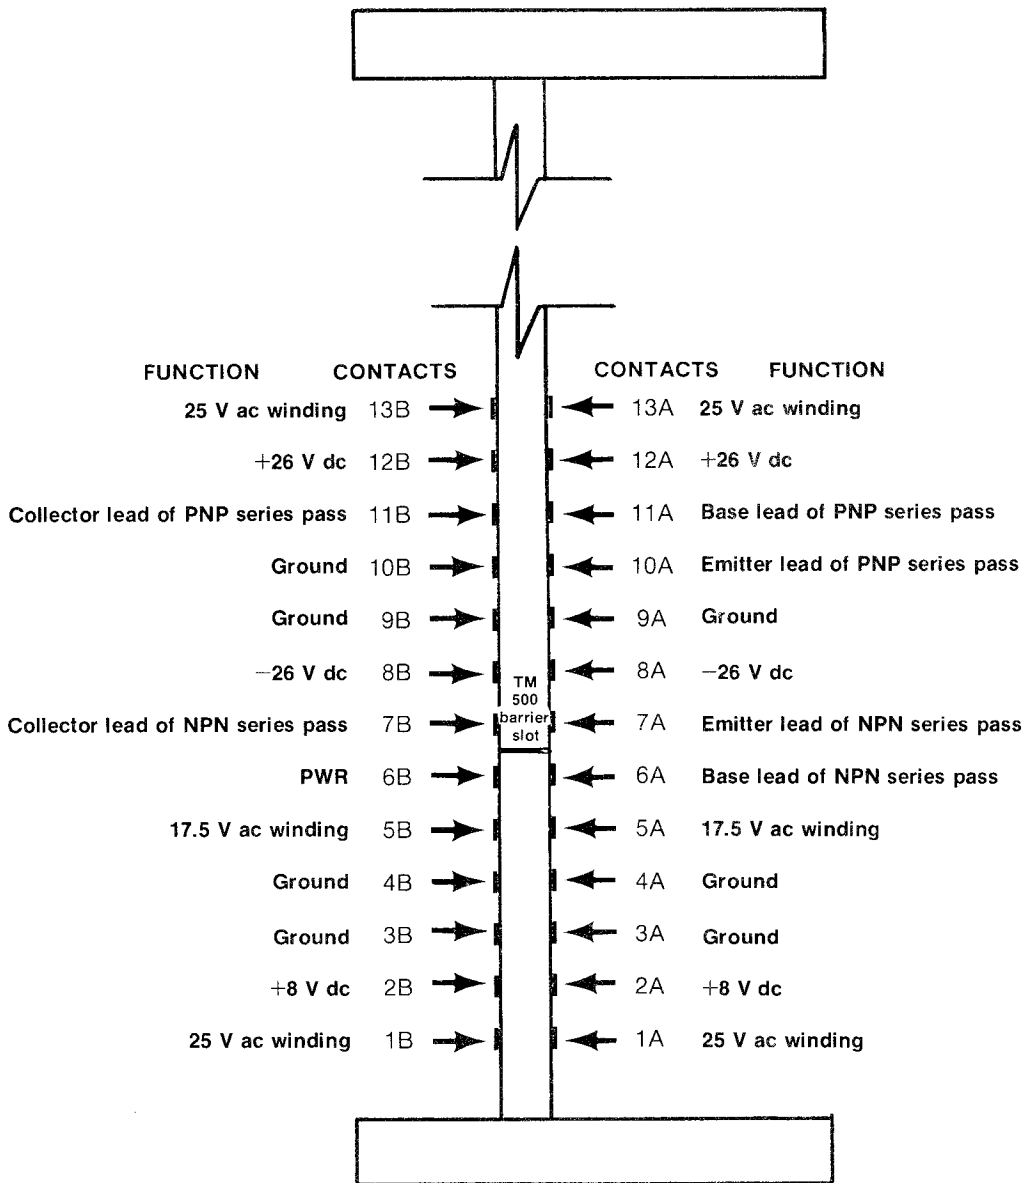 FUNCTION CONTACTS CONTACTS FUNCTION
25 V ac winding 13B 13A 25 V ac winding
+26 V dc 12B 12A +26 V dc
Collector lead of PNP series pass 11B 11A Base lead of PNP series pass
Ground 10B 10A Emitter lead of PNP series pass
Ground 9B 9A Ground
−26 V dc 8B 8A −26 V dc
TM
500
barrier
slot
Collector lead of NPN series pass 7B 7A Emitter lead of NPN series pass
PWR 6B 6A Base lead of NPN series pass
17.5 V ac winding 5B 5A 17.5 V ac winding
Ground 4B 4A Ground
Ground 3B 3A Ground
+8 V dc 2B 2A +8 V dc
25 V ac winding 1B 1A 25 V ac winding